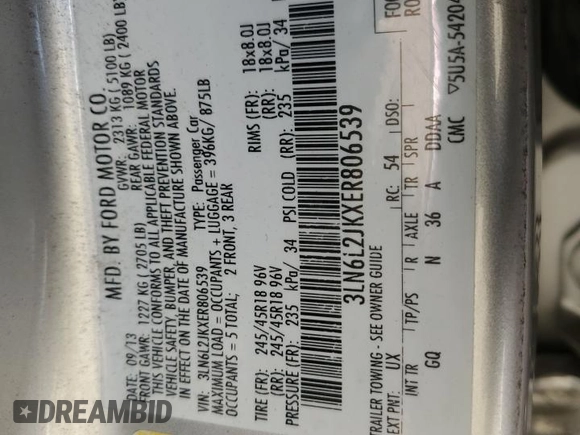 MFD. BY FORD MOTOR CO.
DATE: 09/13 GVWR: 2313 KG ( 5100 LB)
FRONT GAWR: 1227 KG ( 2705 LB) REAR GAWR: 1089 KG ( 2400 LB)
THIS VEHICLE CONFORMS TO ALL APPLICABLE FEDERAL MOTOR
VEHICLE SAFETY, BUMPER, AND THEFT PREVENTION STANDARDS
IN EFFECT ON THE DATE OF MANUFACTURE SHOWN ABOVE.
VIN: 3LN6L2JKXER806539 TYPE: Passenger Car
MAXIMUM LOAD = OCCUPANTS + LUGGAGE = 396KG/ 875LB
OCCUPANTS = 5 TOTAL: 2 FRONT, 3 REAR
TIRE (FR): 245/45R18 96V RIMS (FR): 18x8.0J
(RR): 245/45R18 96V (RR): 18x8.0J
PRESSURE (FR): 235 kPa/ 34 PSI COLD (RR): 235 kPa/ 34
3LN6L2JKXER806539
TRAILER TOWING - SEE OWNER GUIDE
EXT PNT: UX RC: 54 DSO:
INT TR TP/PS R AXLE TR SPR
GQ N 36 A DDAA
CMC ▽5U5A-54204
DREAMBID